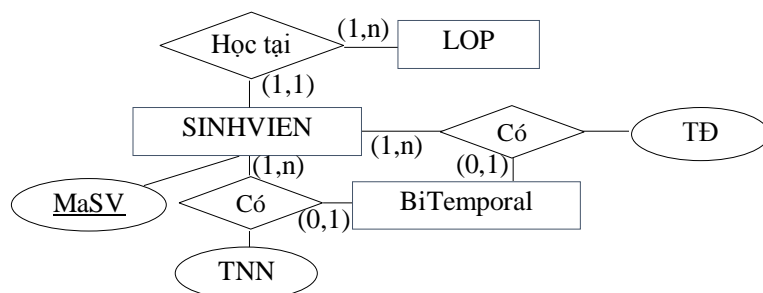 Học tại
(1,n)
LOP
(1,1)
SINHVIEN
(1,n)
Có
TĐ
(1,n)
(0,1)
MaSV
Có
(0,1)
BiTemporal
TNN